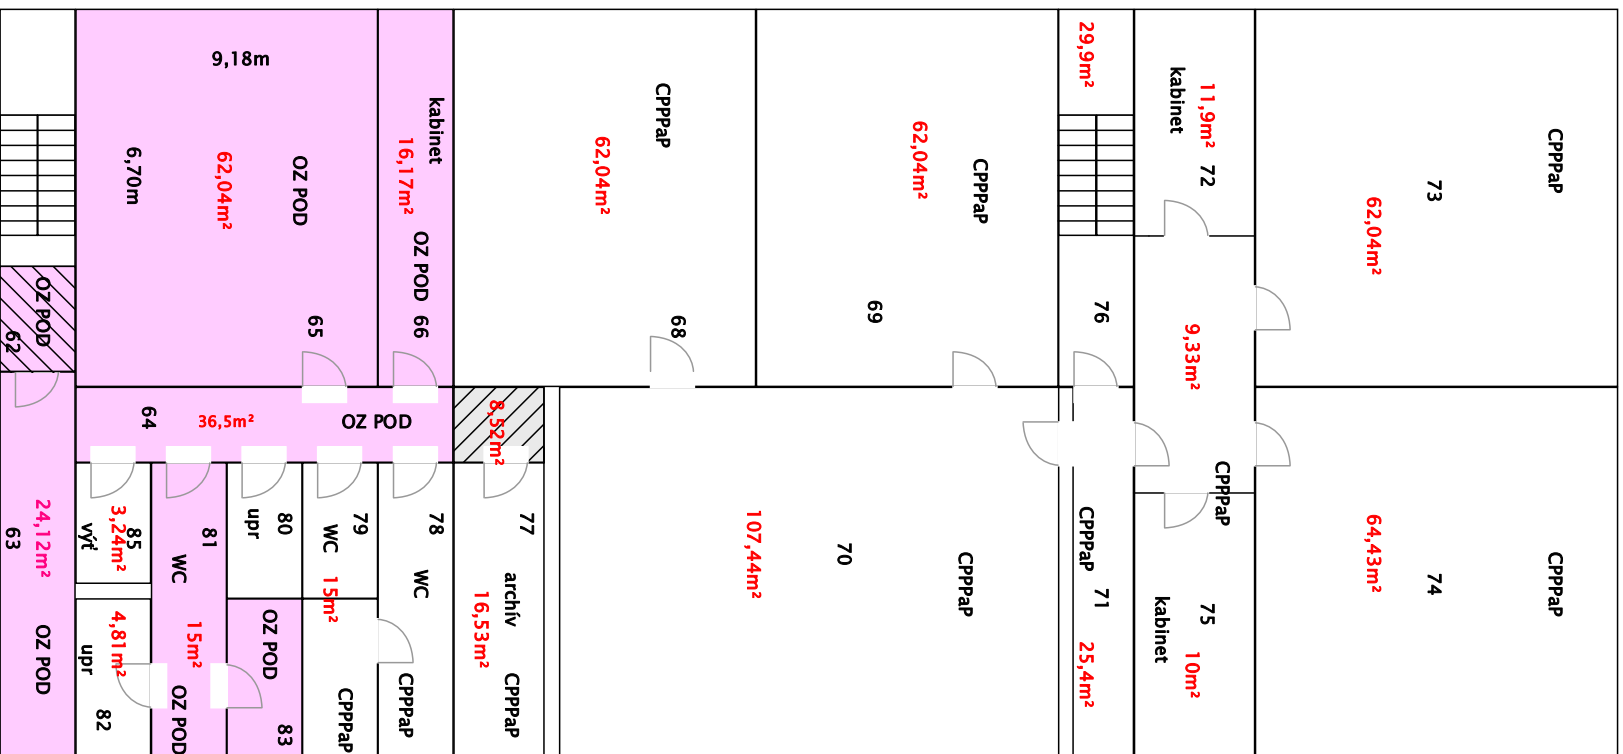 9,18m
6,70m
62,04m²
OZ POD
65
kabinet
16,17m²
OZ POD 66
CPPPaP
62,04m²
68
62,04m²
CPPPaP
69
29,9m²
76
kabinet
11,9m² 72
9,33m²
CPPPaP
73
62,04m²
OZ POD
62
64
36,5m²
OZ POD
8,52m²
63
24,12m²
OZ POD
výť
3,24m²
85
upr
4,81m²
82
81
WC
15m²
OZ POD
upr
80
OZ POD
83
79
WC
15m²
CPPPaP
78
WC
CPPPaP
77
archív
16,53m²
CPPPaP
107,44m²
70
CPPPaP
CPPPaP 71
25,4m²
CPPPaP
75
kabinet
10m²
64,43m²
74
CPPPaP